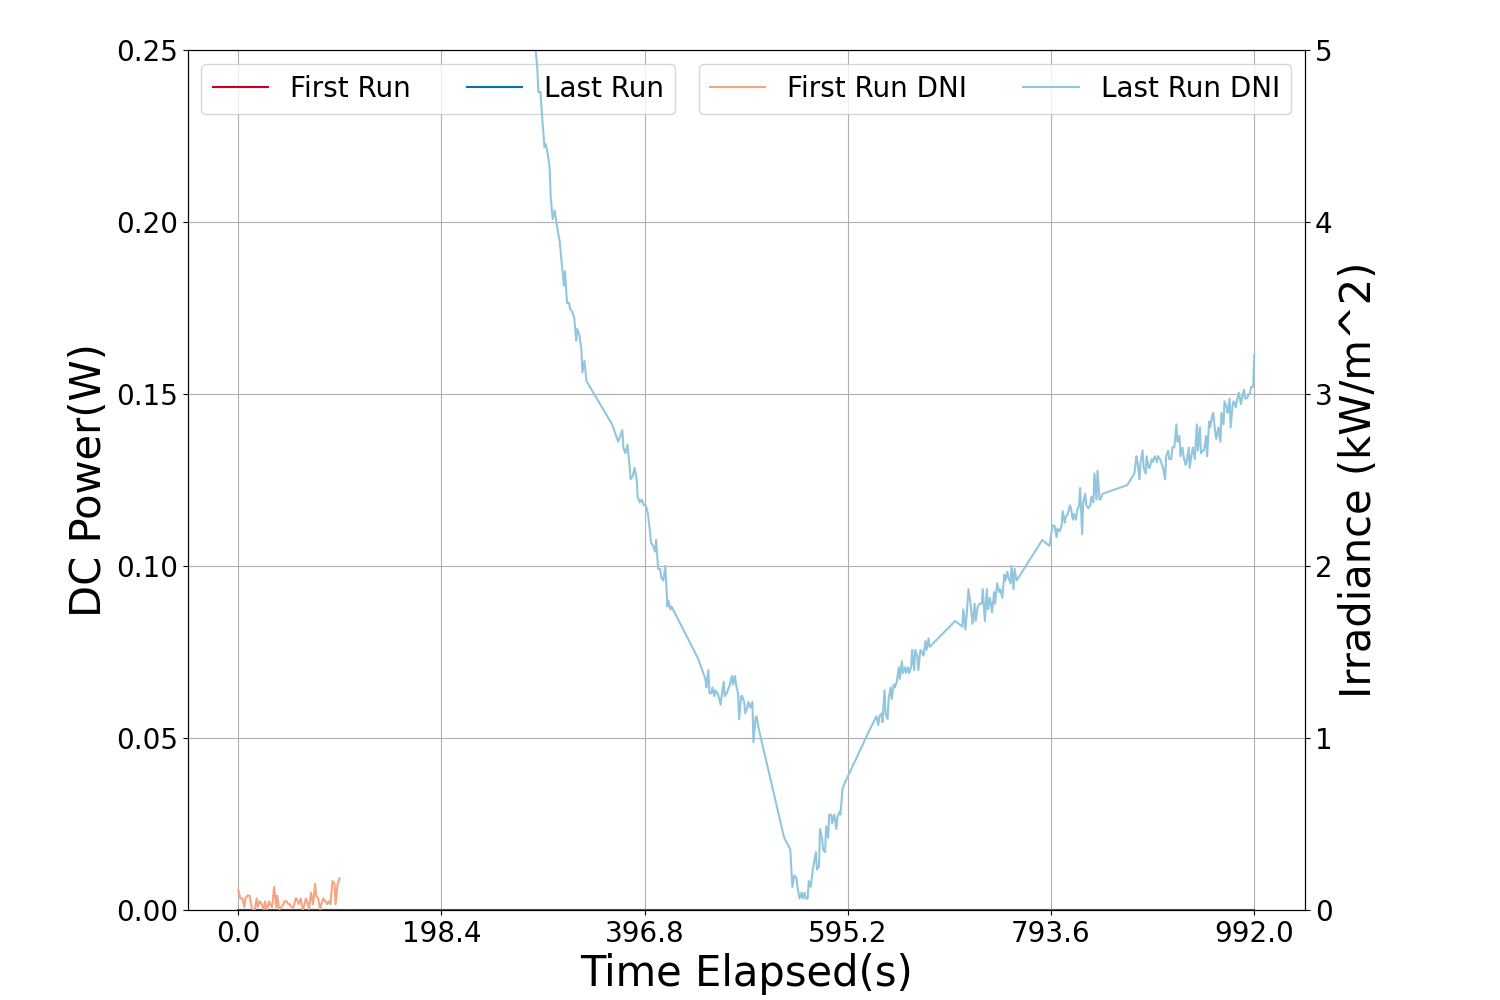 First Run
Last Run
First Run DNI
Last Run DNI
0.25
0.20
0.15
0.10
0.05
0.00
DC Power(W)
5
4
3
2
1
0
Irradiance (kW/m^2)
0.0 198.4 396.8 595.2 793.6 992.0
Time Elapsed(s)